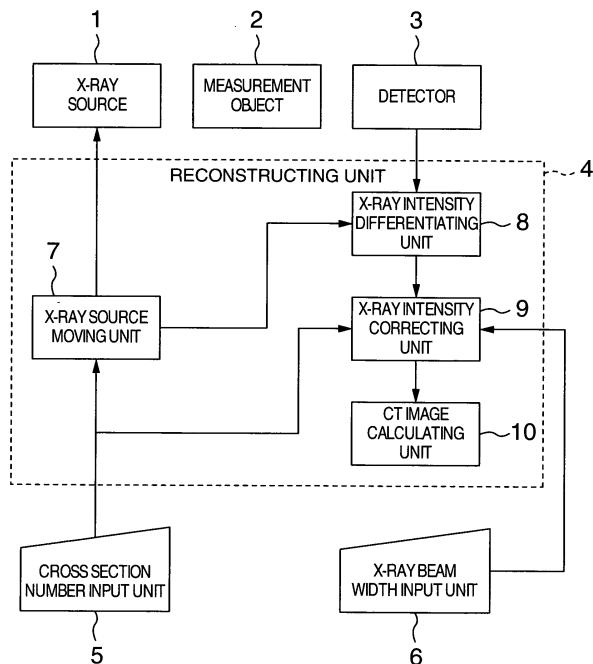 1
2
3
X-RAY
SOURCE
MEASUREMENT
OBJECT
DETECTOR
RECONSTRUCTING UNIT
4
X-RAY INTENSITY
DIFFERENTIATING
UNIT
8
7
X-RAY SOURCE
MOVING UNIT
X-RAY INTENSITY
CORRECTING
UNIT
9
CT IMAGE
CALCULATING
UNIT
10
CROSS SECTION
NUMBER INPUT UNIT
5
X-RAY BEAM
WIDTH INPUT UNIT
6